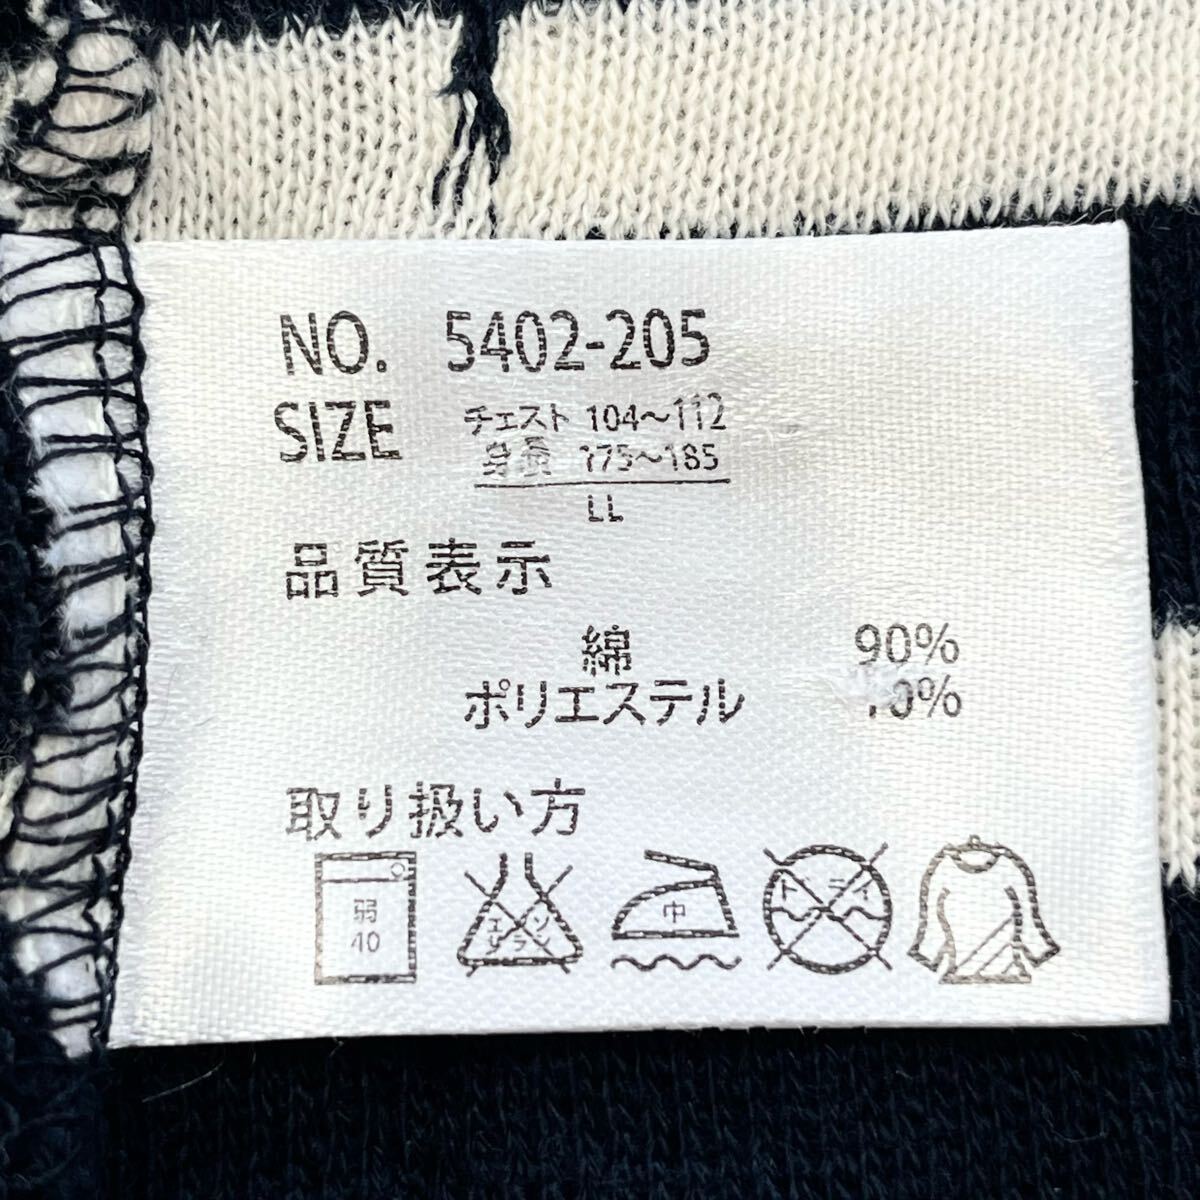 NO. 5402-205
SIZE チェスト 104～112
身長 175～185
LL
品質表示
綿 90%
ポリエステル 10%
取り扱い方
弱
40
エンソ
サラン
中
ドライ